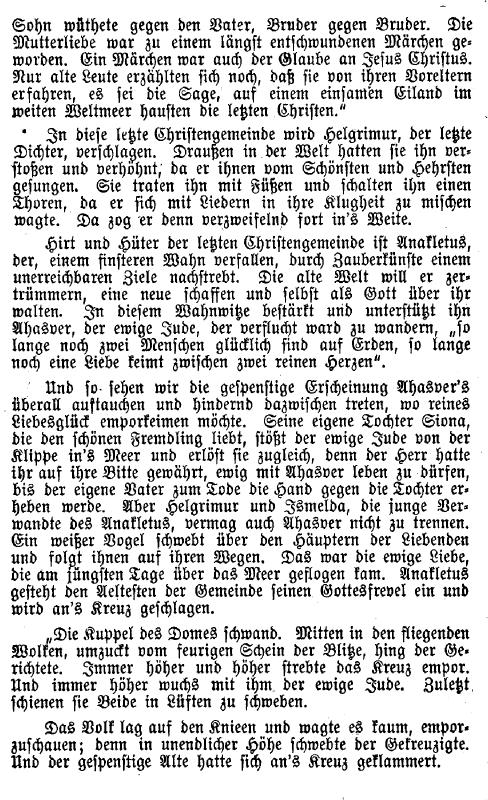 Sohn wüthete gegen den Vater, Bruder gegen Bruder. Die
Mutterliebe war zu einem längst entschwundenen Märchen ge-
worden. Ein Märchen war auch der Glaube an Jesus Christus.
Nur alte Leute erzählten sich noch, daß sie von ihren Voreltern
erfahren, es sei die Sage, auf einem einsamen Eiland im
weiten Weltmeer hausten die letzten Christen.“
In diese letzte Christengemeinde wird Helgrimur, der letzte
Dichter, verschlagen. Draußen in der Welt hatten sie ihn ver-
stoßen und verhöhnt, da er ihnen vom Schönsten und Hehrsten
gesungen. Sie traten ihn mit Füßen und schalten ihn einen
Thoren, da er sich mit Liedern in ihre Klugheit zu mischen
wagte. Da zog er denn verzweifelnd fort in's Weite.
Hirt und Hüter der letzten Christengemeinde ist Anakletus,
der, einem finsteren Wahn verfallen, durch Zauberkünste einem
unerreichbaren Ziele nachstrebt. Die alte Welt will er zer-
trümmern, eine neue schaffen und selbst als Gott über ihr
walten. In diesem Wahnwitze bestärkt und unterstützt ihn
Ahasver, der ewige Jude, der verflucht ward zu wandern, „so
lange noch zwei Menschen glücklich sind auf Erden, so lange
noch eine Liebe keimt zwischen zwei reinen Herzen“.
Und so sehen wir die gespenstige Erscheinung Ahasver's
überall auftauchen und hindernd dazwischen treten, wo reines
Liebesglück emporkeimen möchte. Seine eigene Tochter Siona,
die den schönen Fremdling liebt, stößt der ewige Jude von der
Klippe in's Meer und erlöst sie zugleich, denn der Herr hatte
ihr auf ihre Bitte gewährt, ewig mit Ahasver leben zu dürfen,
bis der eigene Vater zum Tode die Hand gegen die Tochter er-
heben werde. Aber Helgrimur und Ismelda, die junge Ver-
wandte des Anakletus, vermag auch Ahasver nicht zu trennen.
Ein weißer Vogel schwebt über den Häuptern der Liebenden
und folgt ihnen auf ihren Wegen. Das war die ewige Liebe,
die am jüngsten Tage über das Meer geflogen kam. Anakletus
gesteht den Aeltesten der Gemeinde seinen Gottesfrevel ein und
wird an's Kreuz geschlagen.
„Die Kuppel des Domes schwand. Mitten in den fliegenden
Wolken, umzuckt vom feurigen Schein der Blitze, hing der Ge-
richtete. Immer höher und höher strebte das Kreuz empor.
Und immer höher wuchs mit ihm der ewige Jude. Zuletzt
schienen sie Beide in Lüften zu schweben.
Das Volk lag auf den Knieen und wagte es kaum, empor-
zuschauen; denn in unendlicher Höhe schwebte der Gekreuzigte.
Und der gespenstige Alte hatte sich an's Kreuz geklammert.